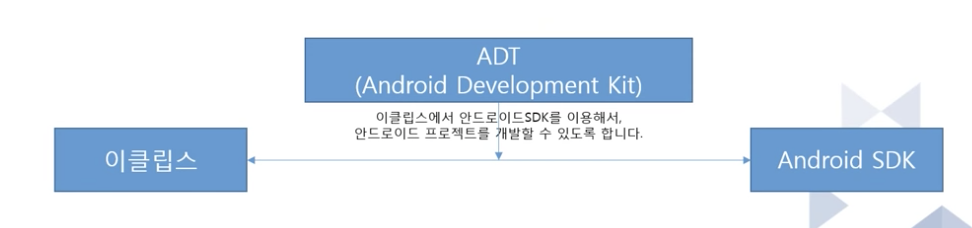 ADT
(Android Development Kit)
이클립스에서 안드로이드SDK를 이용해서,
안드로이드 프로젝트를 개발할 수 있도록 합니다.
이클립스
Android SDK